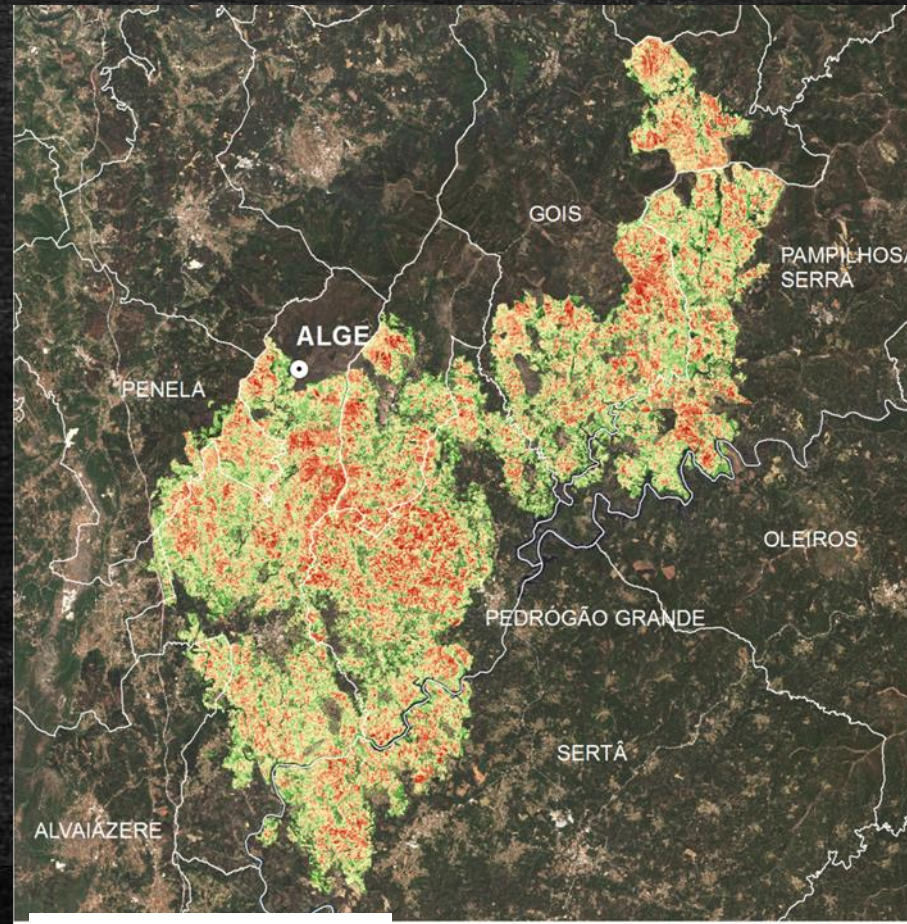 GOIS
PAMPILHOSA
SERRA
ALGE
PENELA
OLEIROS
PEDRÓGÃO GRANDE
SERTÃ
ALVAIÁZERE